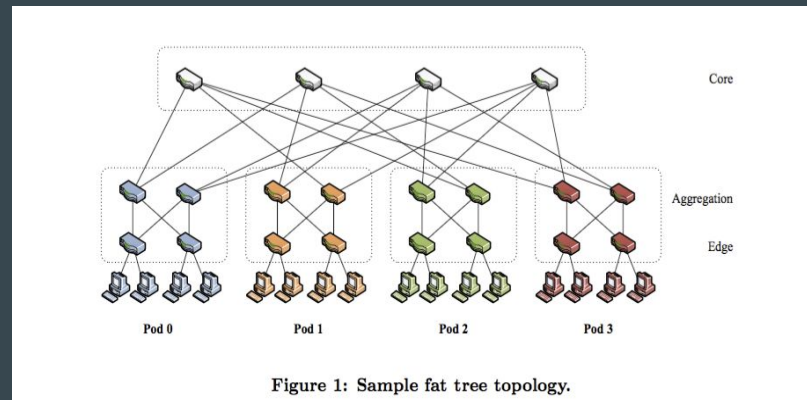 Core
Aggregation
Edge
Pod 0
Pod 1
Pod 2
Pod 3
Figure 1: Sample fat tree topology.